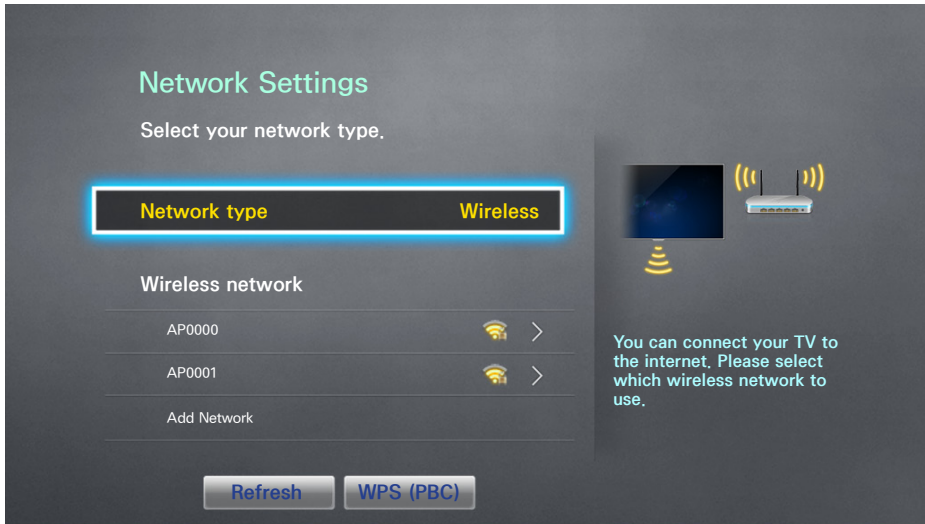 Network Settings
Select your network type.
Network type Wireless
Wireless network
AP0000
AP0001
Add Network
Refresh WPS (PBC)
You can connect your TV to
the internet. Please select
which wireless network to
use.